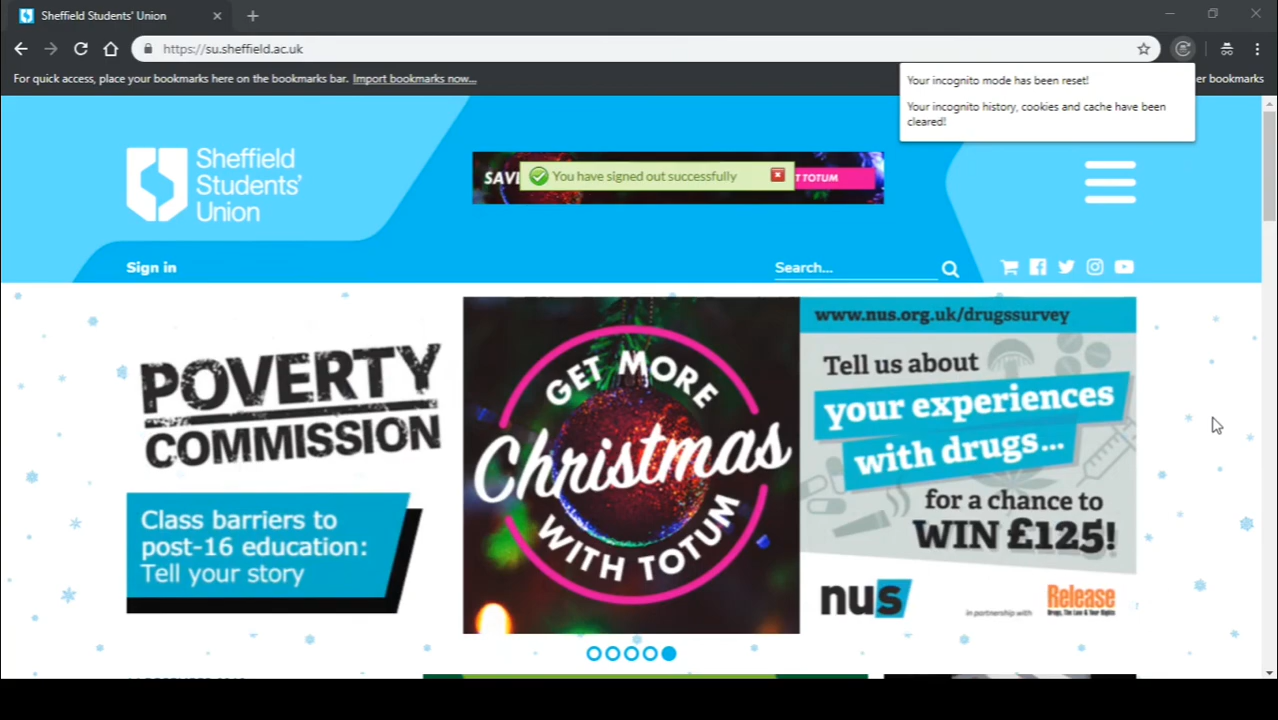 Sheffield Students' Union
https://su.sheffield.ac.uk
For quick access, place your bookmarks here on the bookmarks bar. Import bookmarks now...
er bookmarks
Your incognito mode has been reset!
Your incognito history, cookies and cache have been
cleared!
Sheffield
Students'
Union
SAVI
T TOTUM
You have signed out successfully
Sign in
Search...
POVERTY
COMMISSION
Class barriers to
post-16 education:
Tell your story
GET MORE
Christmas
WITH TOTUM
www.nus.org.uk/drugssurvey
Tell us about
your experiences
with drugs...
for a chance to
WIN £125!
nus
in partnership with
Release
Drugs, The Law & Your Rights